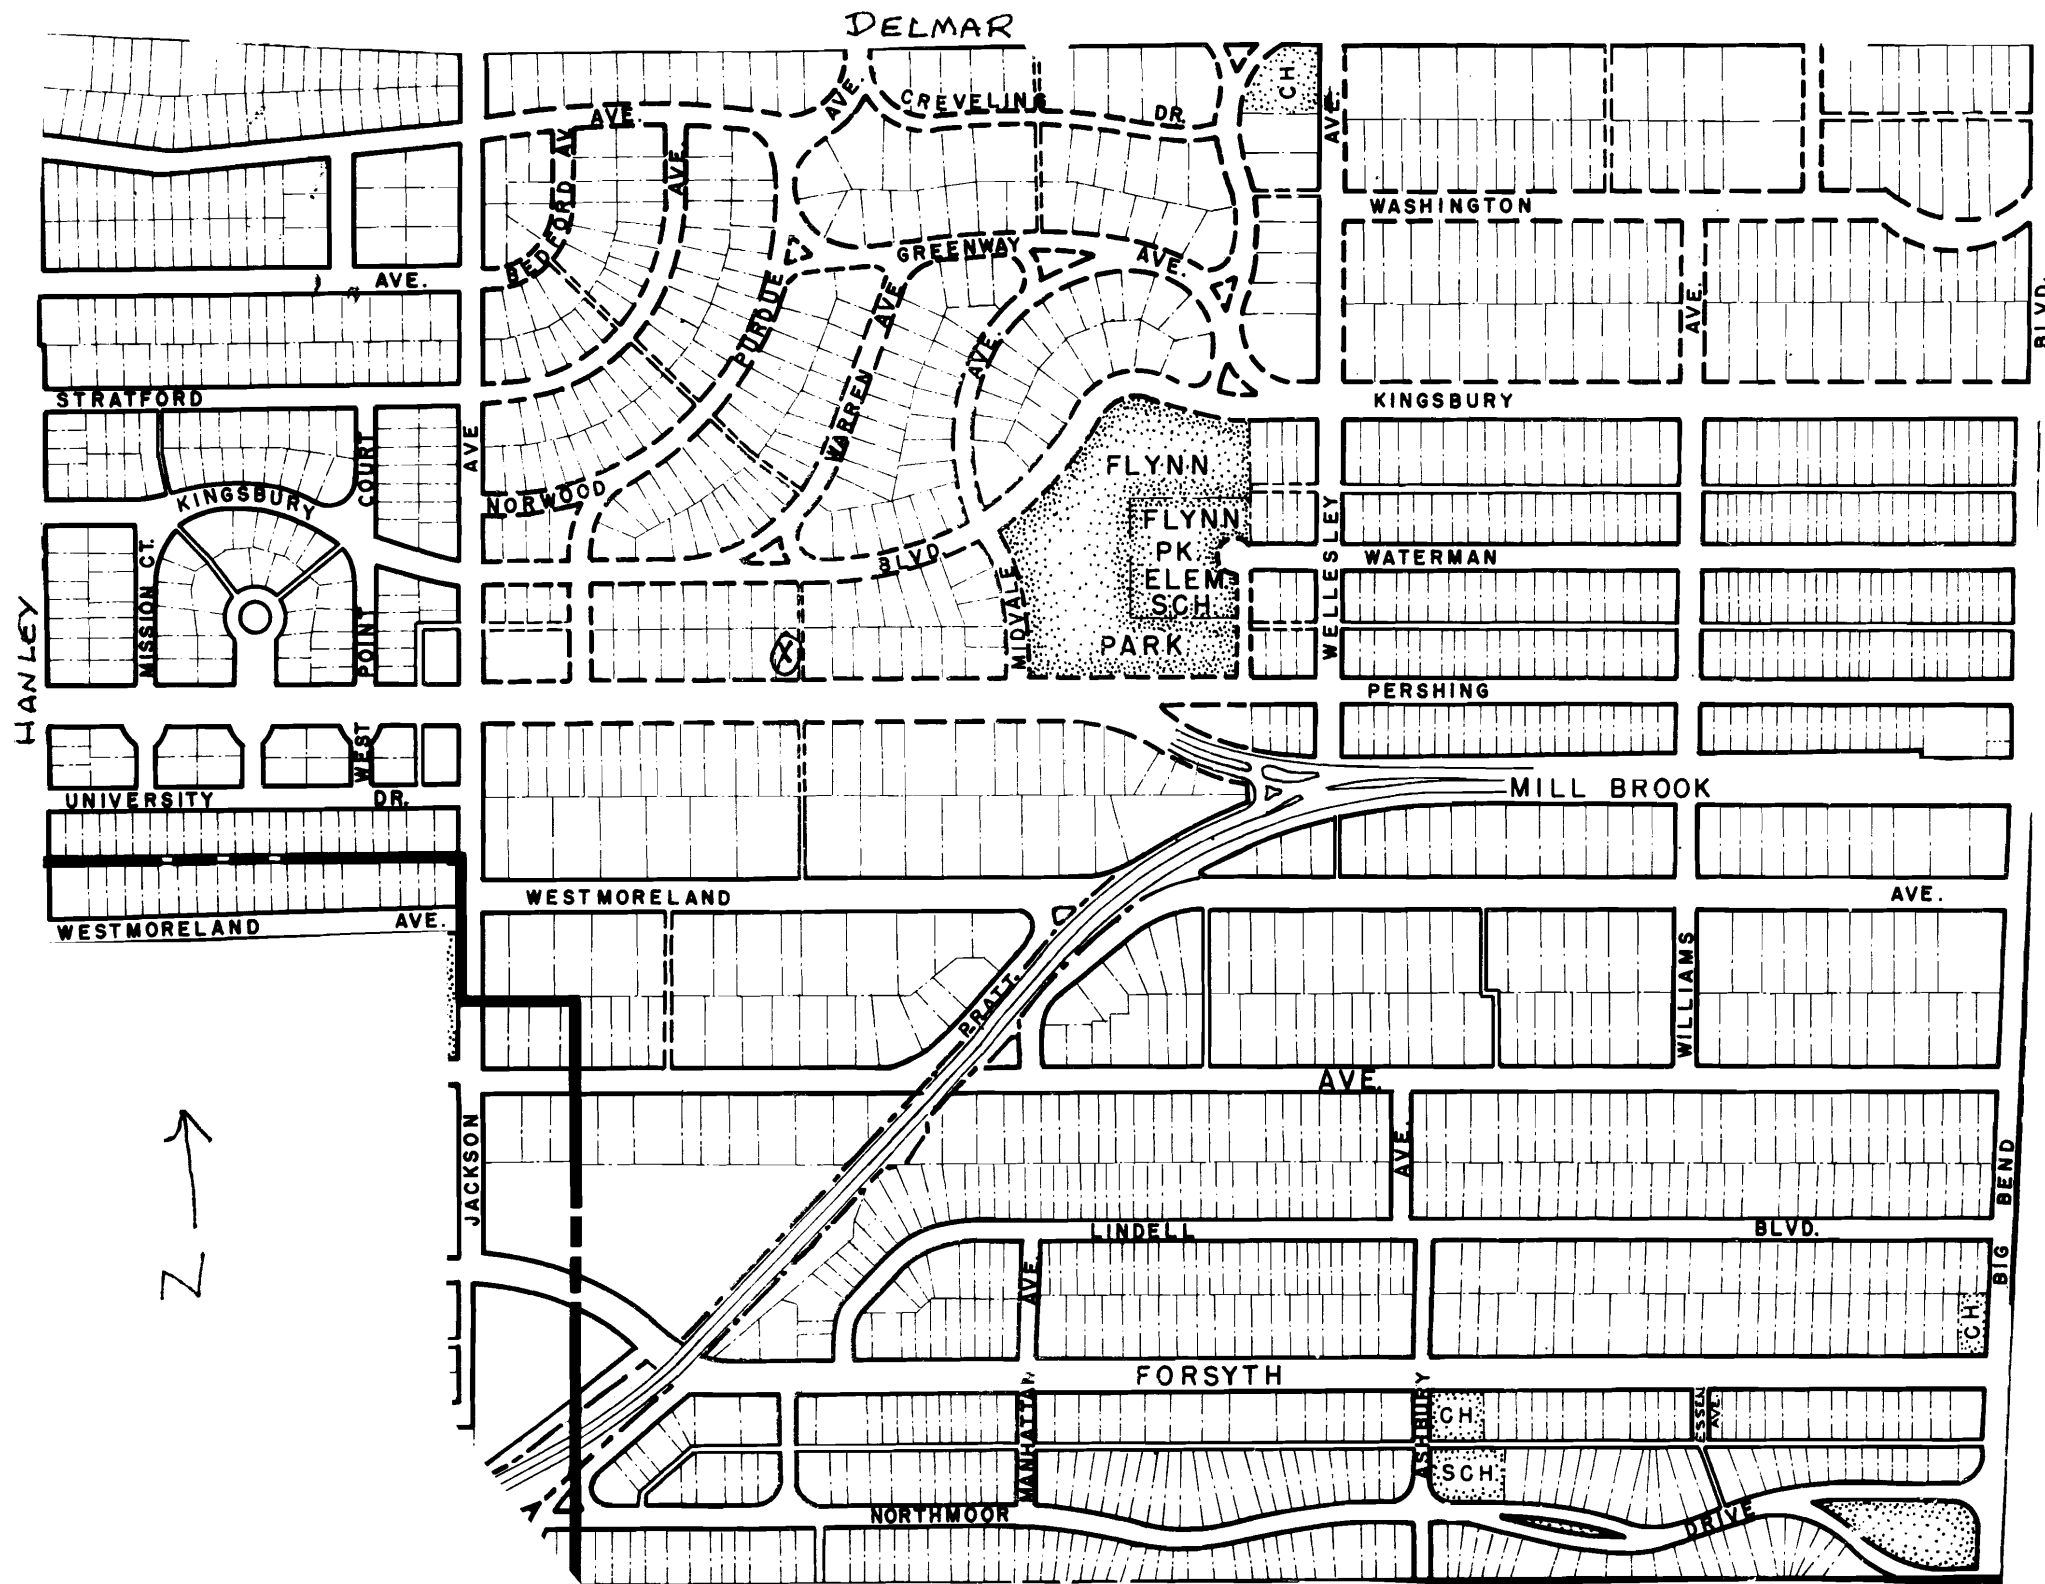 DELMAR
CH
AVE.
AVE.
CREVELING
DR.
AVE.
BEDFORD AV.
AVE.
WASHINGTON
GREENWAY
AVE.
AVE.
PURDUE
AVE.
AVE.
BLVD.
STRATFORD
WARREN
AVE.
KINGSBURY
COURT
AVE
FLYNN
KINGSBURY
NORWOOD
FLYNN
PK.
ELEM.
SCH.
PARK
WATERMAN
WELLESLEY
MISSION CT.
BLVD.
MIDVALE
POINT
X
HANLEY
PERSHING
WEST
UNIVERSITY
DR.
MILL BROOK
WESTMORELAND
AVE.
WESTMORELAND
AVE.
WILLIAMS
PRATT.
AVE.
JACKSON
AVE.
N
BEND
LINDELL
BLVD.
BIG
AVE.
CH.
FORSYTH
MANHATTAN
ASHBURY
CH.
ESSEN
AVE.
SCH.
NORTHMOOR
DRIVE